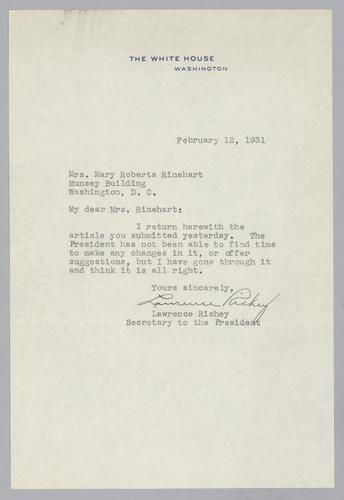 THE WHITE HOUSE
WASHINGTON
February 12, 1931
Mrs. Mary Roberts Rinehart
Munsey Building
Washington, D. C.
My dear Mrs. Rinehart:
I return herewith the
article you submitted yesterday. The
President has not been able to find time
to make any changes in it, or offer
suggestions, but I have gone through it
and think it is all right.
Yours sincerely,
Lawrence Richey
Lawrence Richey
Secretary to the President